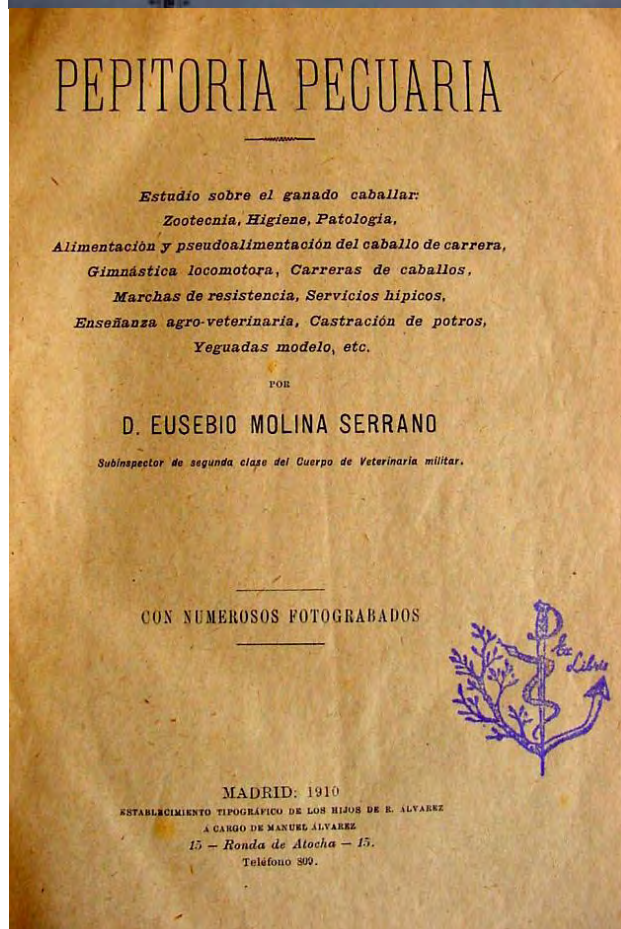 PEPITORIA PECUARIA
Estudio sobre el ganado caballar:
Zootecnia, Higiene, Patología,
Alimentación y pseudoalimentación del caballo de carrera,
Gimnástica locomotora, Carreras de caballos,
Marchas de resistencia, Servicios hípicos,
Enseñanza agro-veterinaria, Castración de potros,
Yeguadas modelo, etc.
POR
D. EUSEBIO MOLINA SERRANO
Subinspector de segunda clase del Cuerpo de Veterinaria militar.
CON NUMEROSOS FOTOGRABADOS
Ex
Libris
MADRID: 1910
ESTABLECIMIENTO TIPOGRÁFICO DE LOS HIJOS DE R. ALVAREZ
A CARGO DE MANUEL ÁLVAREZ
15 — Ronda de Atocha — 15.
Teléfono 809.